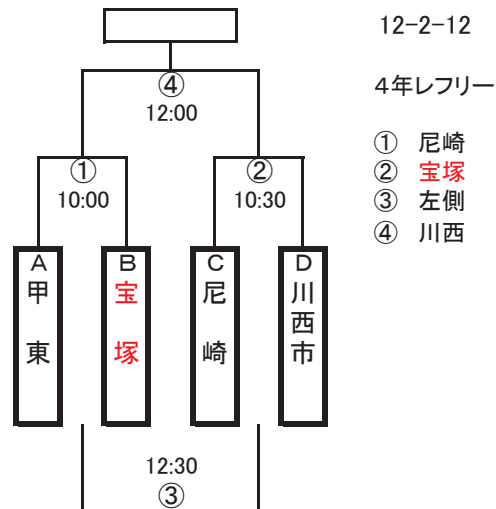 12-2-12
④
12:00
4年レフリー
① 尼崎
② 宝塚
③ 左側
④ 川西
①
10:00
②
10:30
A
甲東
B
宝塚
C
尼崎
D
川西市
12:30
③